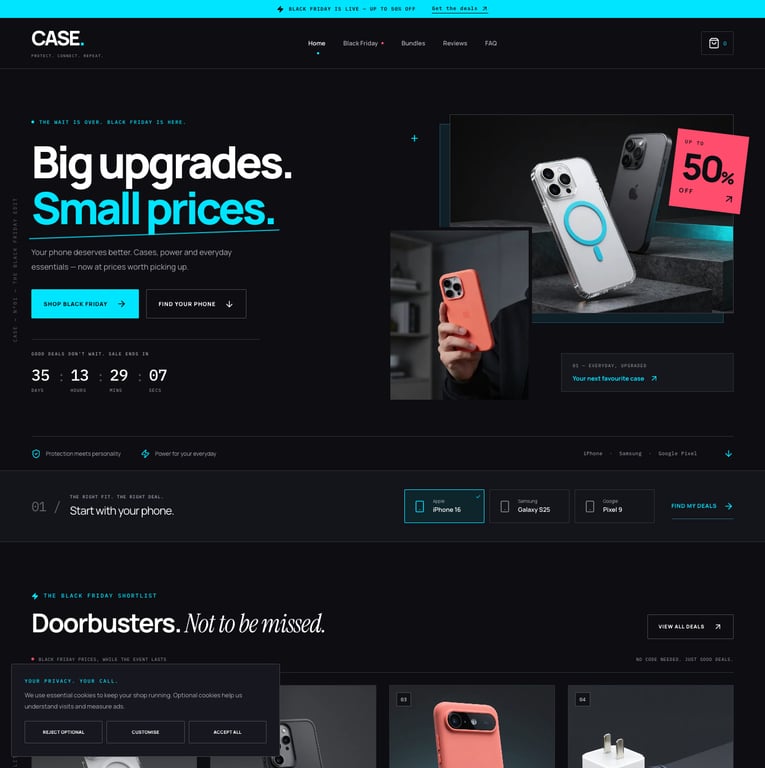 BLACK FRIDAY IS LIVE — UP TO 50% OFF
Get the deals
CASE.
PROTECT. CONNECT. REPEAT.
Home
Black Friday
Bundles
Reviews
FAQ
0
THE WAIT IS OVER. BLACK FRIDAY IS HERE.
Big upgrades.
Small prices.
Your phone deserves better. Cases, power and everyday
essentials — now at prices worth picking up.
SHOP BLACK FRIDAY
FIND YOUR PHONE
GOOD DEALS DON'T WAIT. SALE ENDS IN
35 : 13 : 29 : 07
DAYS HOURS MINS SECS
UP TO
50%
OFF
01 — EVERYDAY, UPGRADED
Your next favourite case
Protection meets personality
Power for your everyday
iPhone · Samsung · Google Pixel
01 /
THE RIGHT FIT. THE RIGHT DEAL.
Start with your phone.
Apple
iPhone 16
Samsung
Galaxy S25
Google
Pixel 9
FIND MY DEALS
THE BLACK FRIDAY SHORTLIST
Doorbusters. Not to be missed.
VIEW ALL DEALS
BLACK FRIDAY PRICES, WHILE THE EVENT LASTS
NO CODE NEEDED. JUST GOOD DEALS.
YOUR PRIVACY. YOUR CALL.
We use essential cookies to keep your shop running. Optional cookies help us
understand visits and measure ads.
REJECT OPTIONAL
CUSTOMISE
ACCEPT ALL
03
04